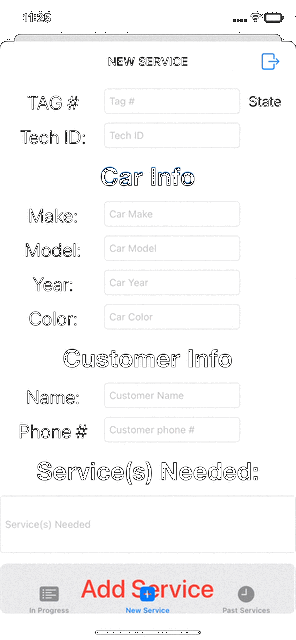 11:25
NEW SERVICE
TAG # Tag # State
Tech ID: Tech ID
Car Info
Make: Car Make
Model: Car Model
Year: Car Year
Color: Car Color
Customer Info
Name: Customer Name
Phone # Customer phone #
Service(s) Needed:
Service(s) Needed
Add Service
In Progress New Service Past Services